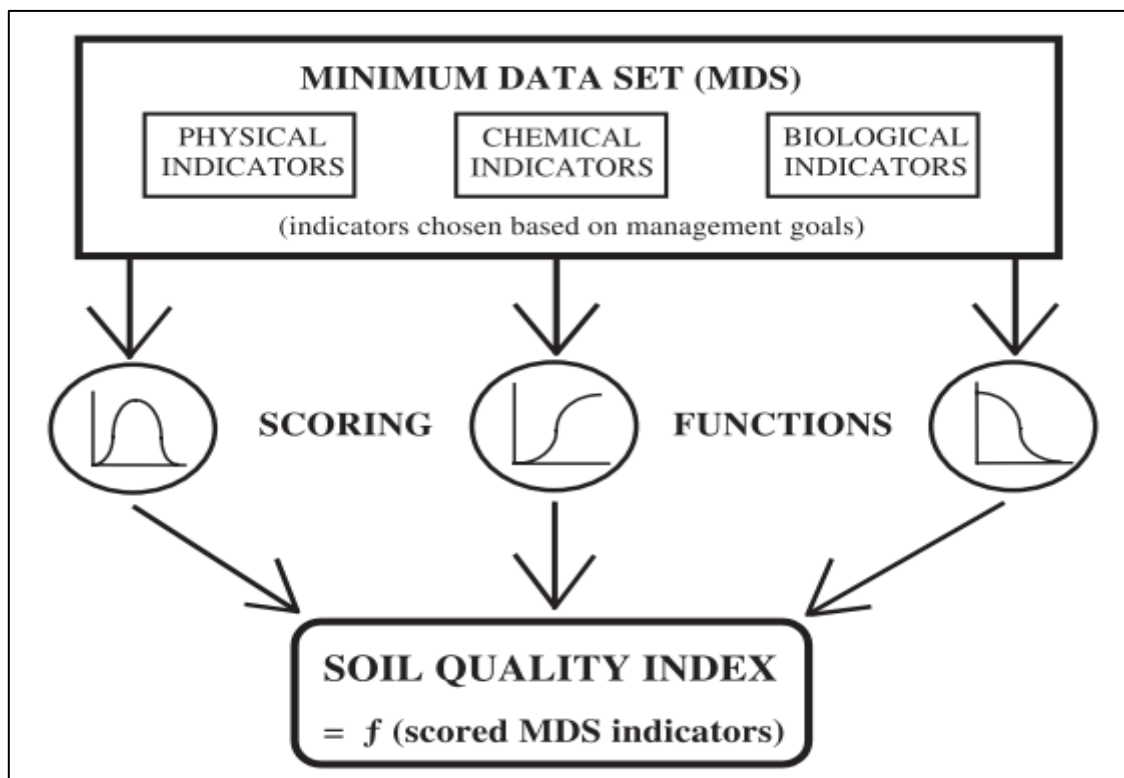 MINIMUM DATA SET (MDS)
PHYSICAL
INDICATORS
CHEMICAL
INDICATORS
BIOLOGICAL
INDICATORS
(indicators chosen based on management goals)
SCORING FUNCTIONS
SOIL QUALITY INDEX
= ƒ (scored MDS indicators)